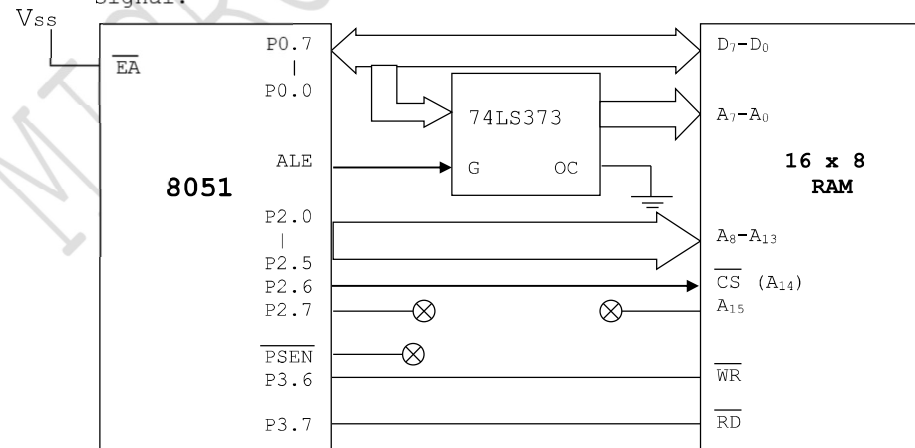 signal.
Vss
P0.7
D₇-D₀
EA
|
P0.0
74LS373
A₇-A₀
ALE
G
OC
16 x 8
RAM
8051
P2.0
|
P2.5
A₈-A₁₃
P2.6
CS (A₁₄)
P2.7
A₁₅
PSEN
P3.6
WR
P3.7
RD